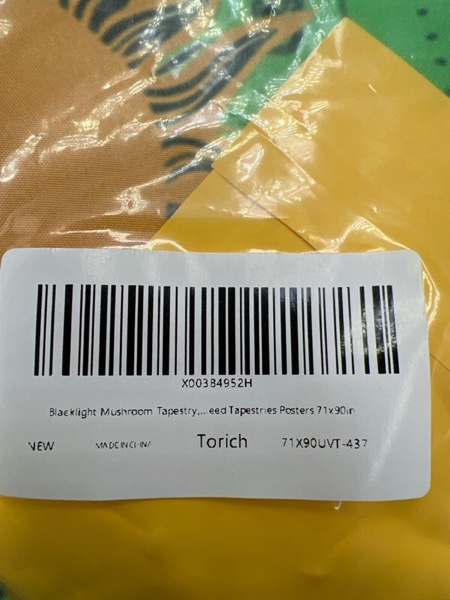 X00384952H
Blacklight Mushroom Tapestry,...eed Tapestries Posters 71x90in
NEW MADE IN CHINA Torich 71X90UVT-437